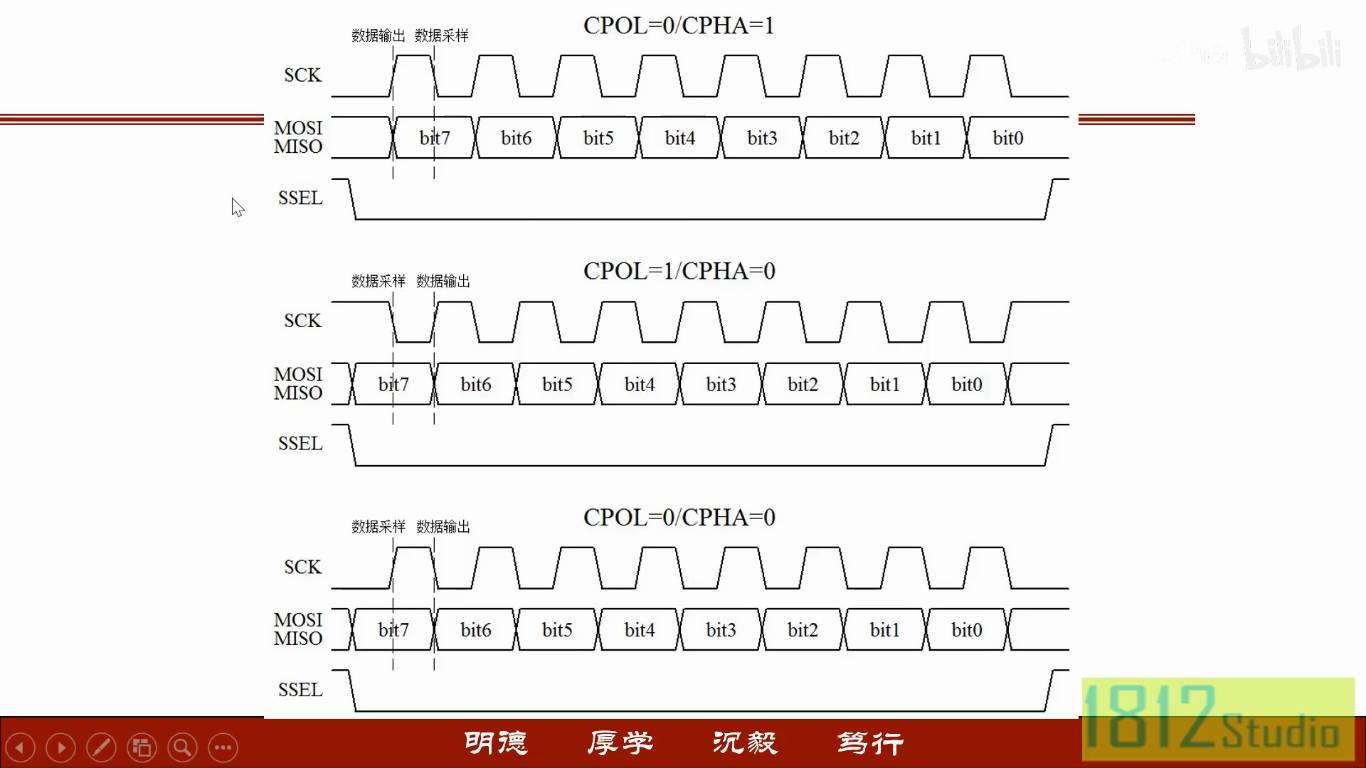 bilibili
CPOL=0/CPHA=1
数据输出 数据采样
SCK
MOSI
MISO
bit7 bit6 bit5 bit4 bit3 bit2 bit1 bit0
SSEL
CPOL=1/CPHA=0
数据采样 数据输出
SCK
MOSI
MISO
bit7 bit6 bit5 bit4 bit3 bit2 bit1 bit0
SSEL
CPOL=0/CPHA=0
数据采样 数据输出
SCK
MOSI
MISO
bit7 bit6 bit5 bit4 bit3 bit2 bit1 bit0
SSEL
明德 厚学 沉毅 笃行
1812 Studio